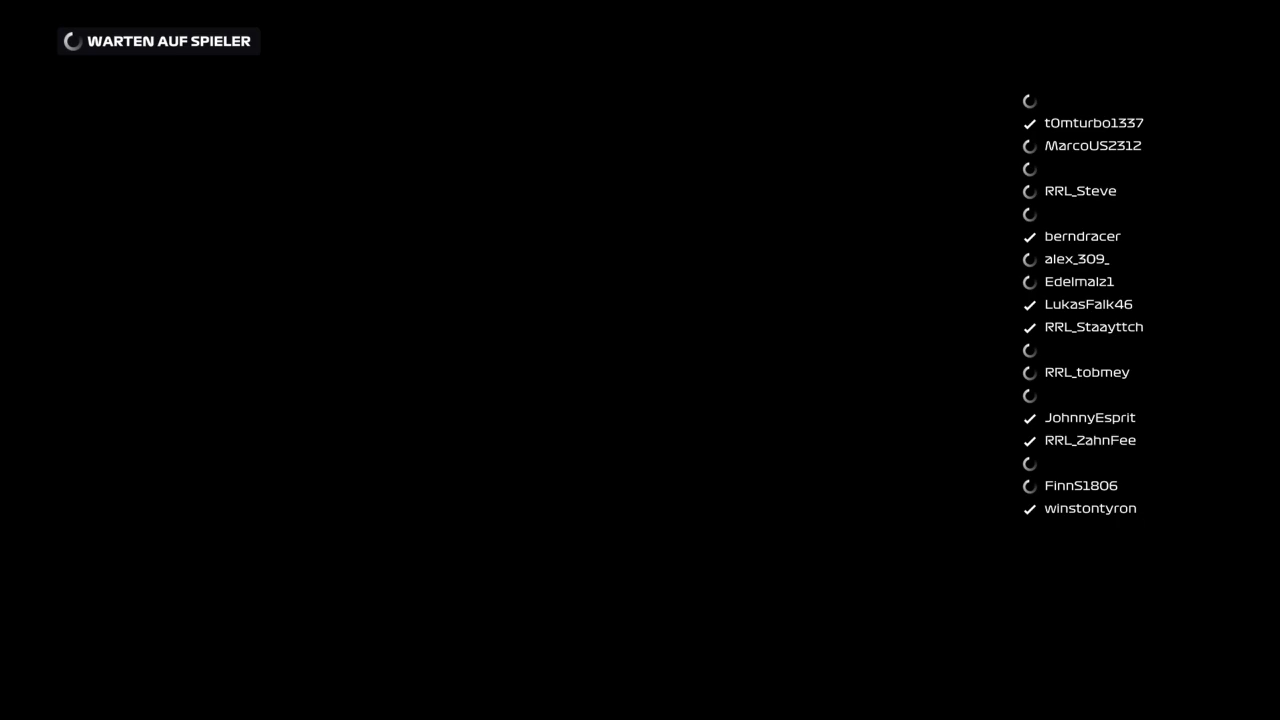 WARTEN AUF SPIELER
t0mturbo1337
MarcoUS2312
RRL_Steve
berndracer
alex_309_
Edelmalz1
LukasFalk46
RRL_Staayttch
RRL_tobmey
JohnnyEsprit
RRL_ZahnFee
FinnS1806
winstontyron